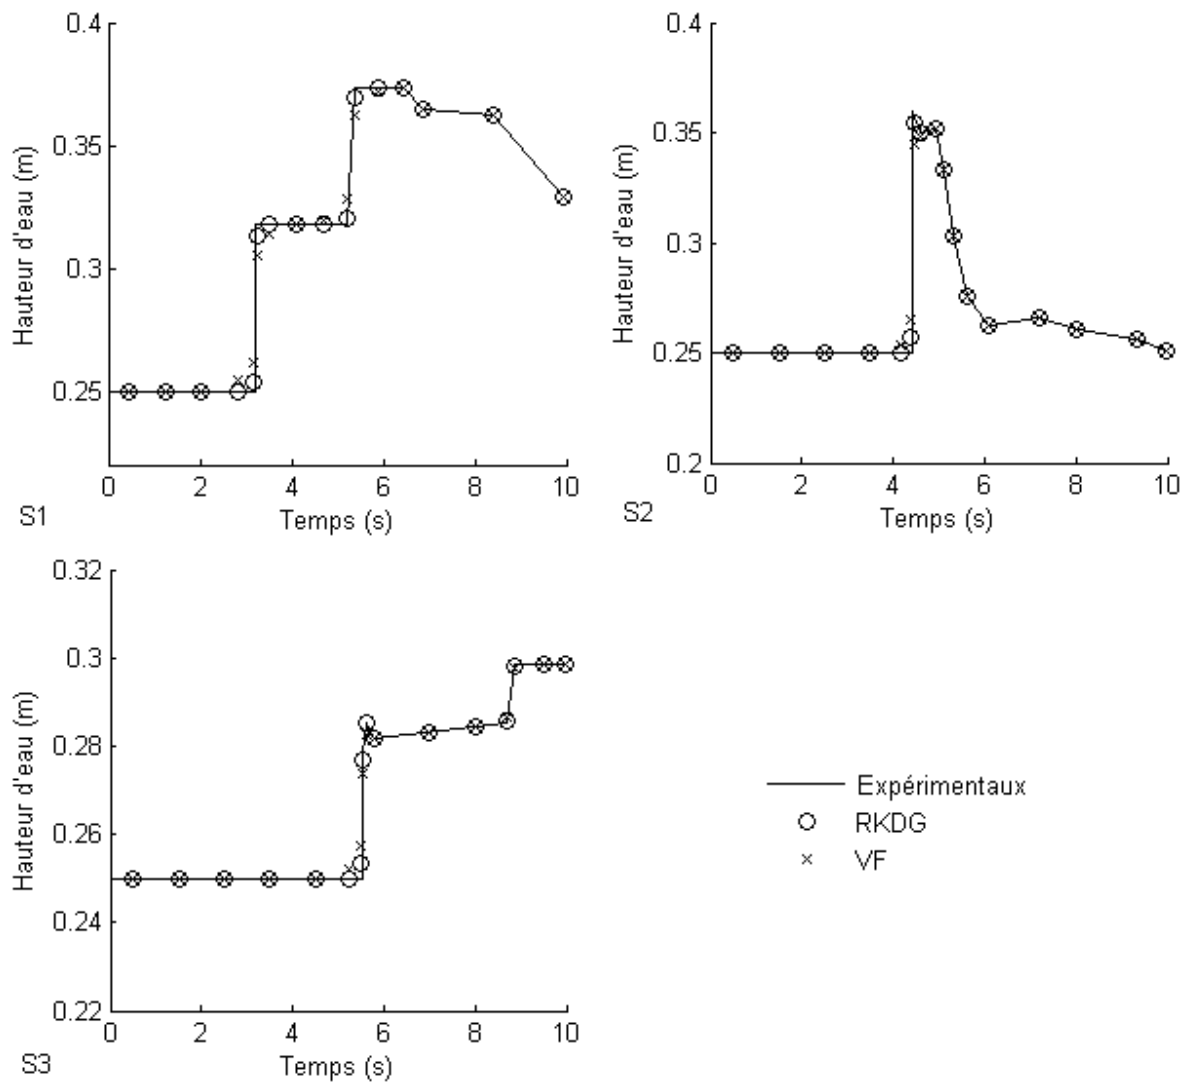 0.4
0.35
0.3
0.25
Hauteur d'eau (m)
0 2 4 6 8 10
Temps (s)
S1
0.4
0.35
0.3
0.25
0.2
Hauteur d'eau (m)
0 2 4 6 8 10
Temps (s)
S2
0.32
0.3
0.28
0.26
0.24
0.22
Hauteur d'eau (m)
0 2 4 6 8 10
Temps (s)
S3
Expérimentaux
RKDG
VF